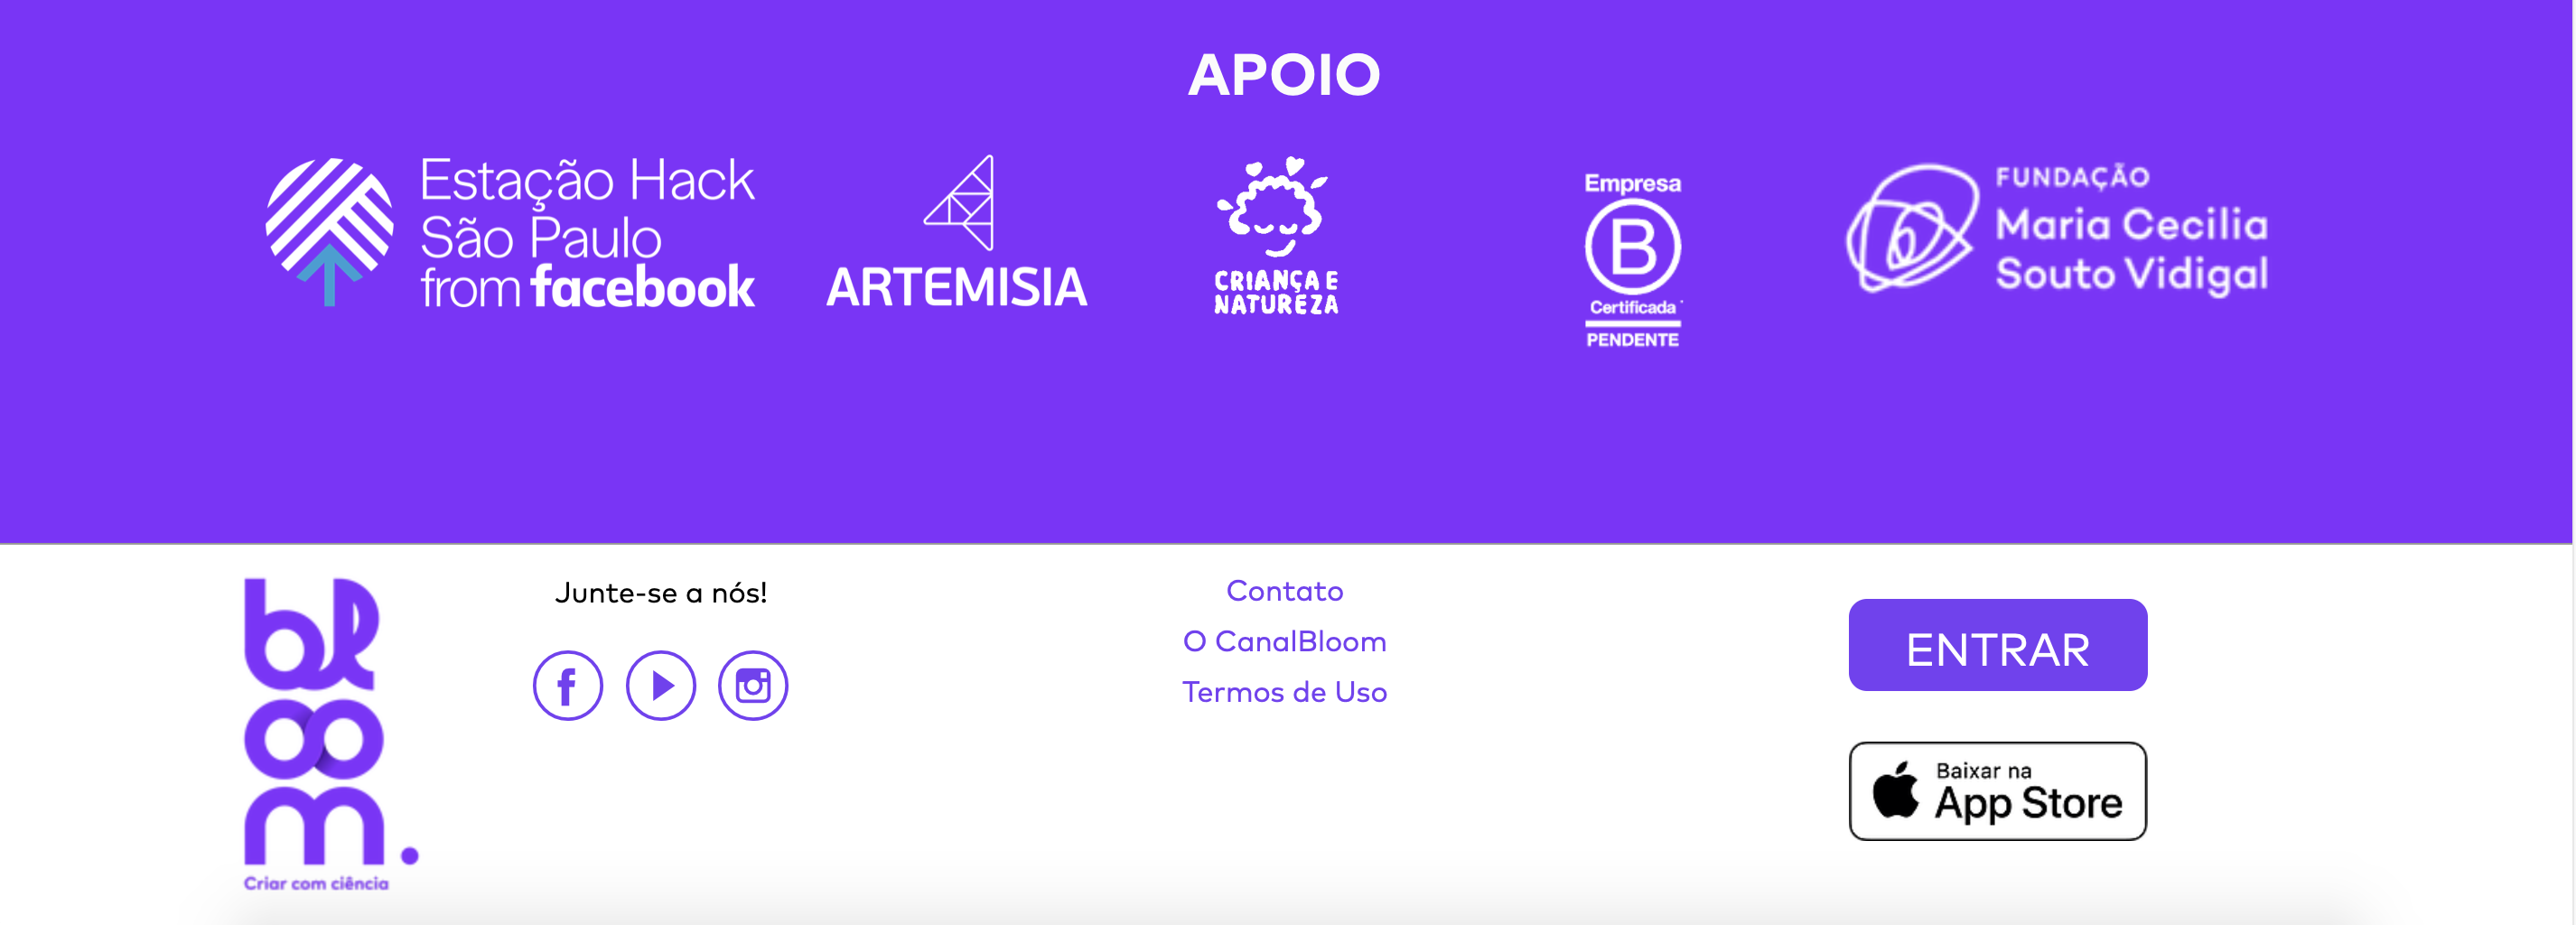 APOIO
Estação Hack
São Paulo
from facebook
ARTEMISIA
CRIANÇA E
NATUREZA
Empresa
B
Certificada
PENDENTE
FUNDAÇÃO
Maria Cecilia
Souto Vidigal
bloom.
Criar com ciência
Junte-se a nós!
Contato
O CanalBloom
Termos de Uso
ENTRAR
Baixar na
App Store